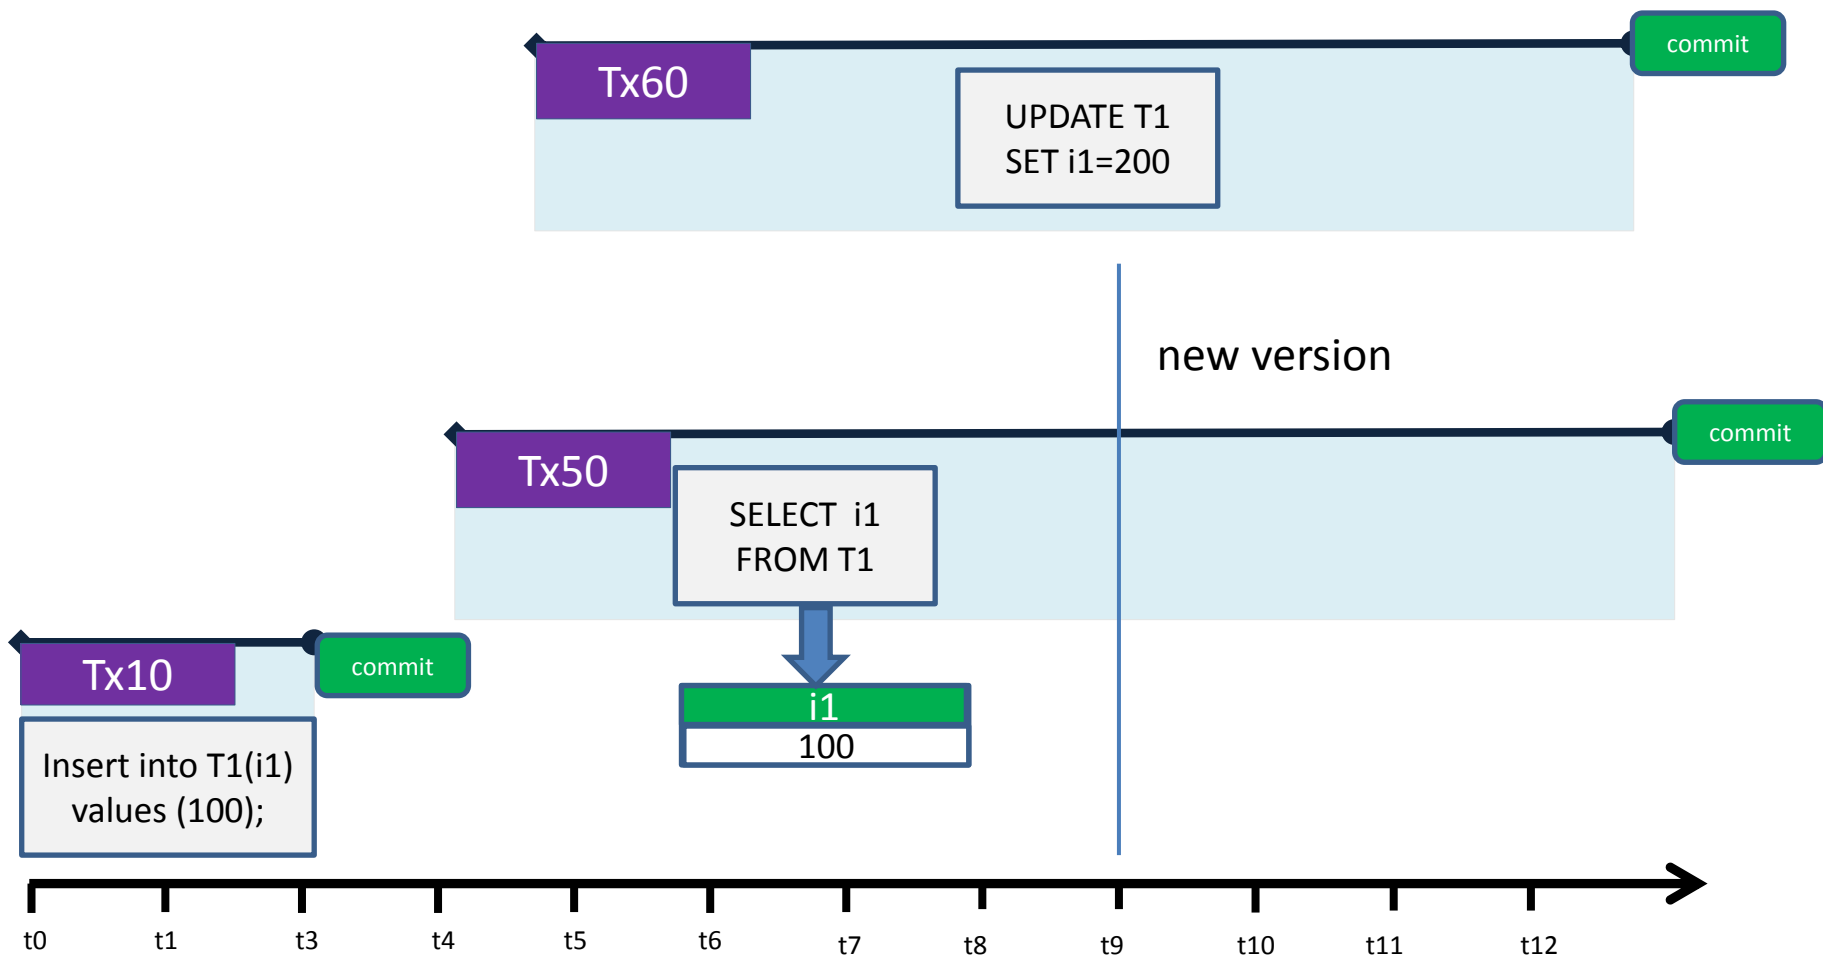 commit
Tx60
UPDATE T1
SET i1=200
new version
commit
Tx50
SELECT i1
FROM T1
Tx10
commit
i1
100
Insert into T1(i1)
values (100);
t0 t1 t3 t4 t5 t6 t7 t8 t9 t10 t11 t12